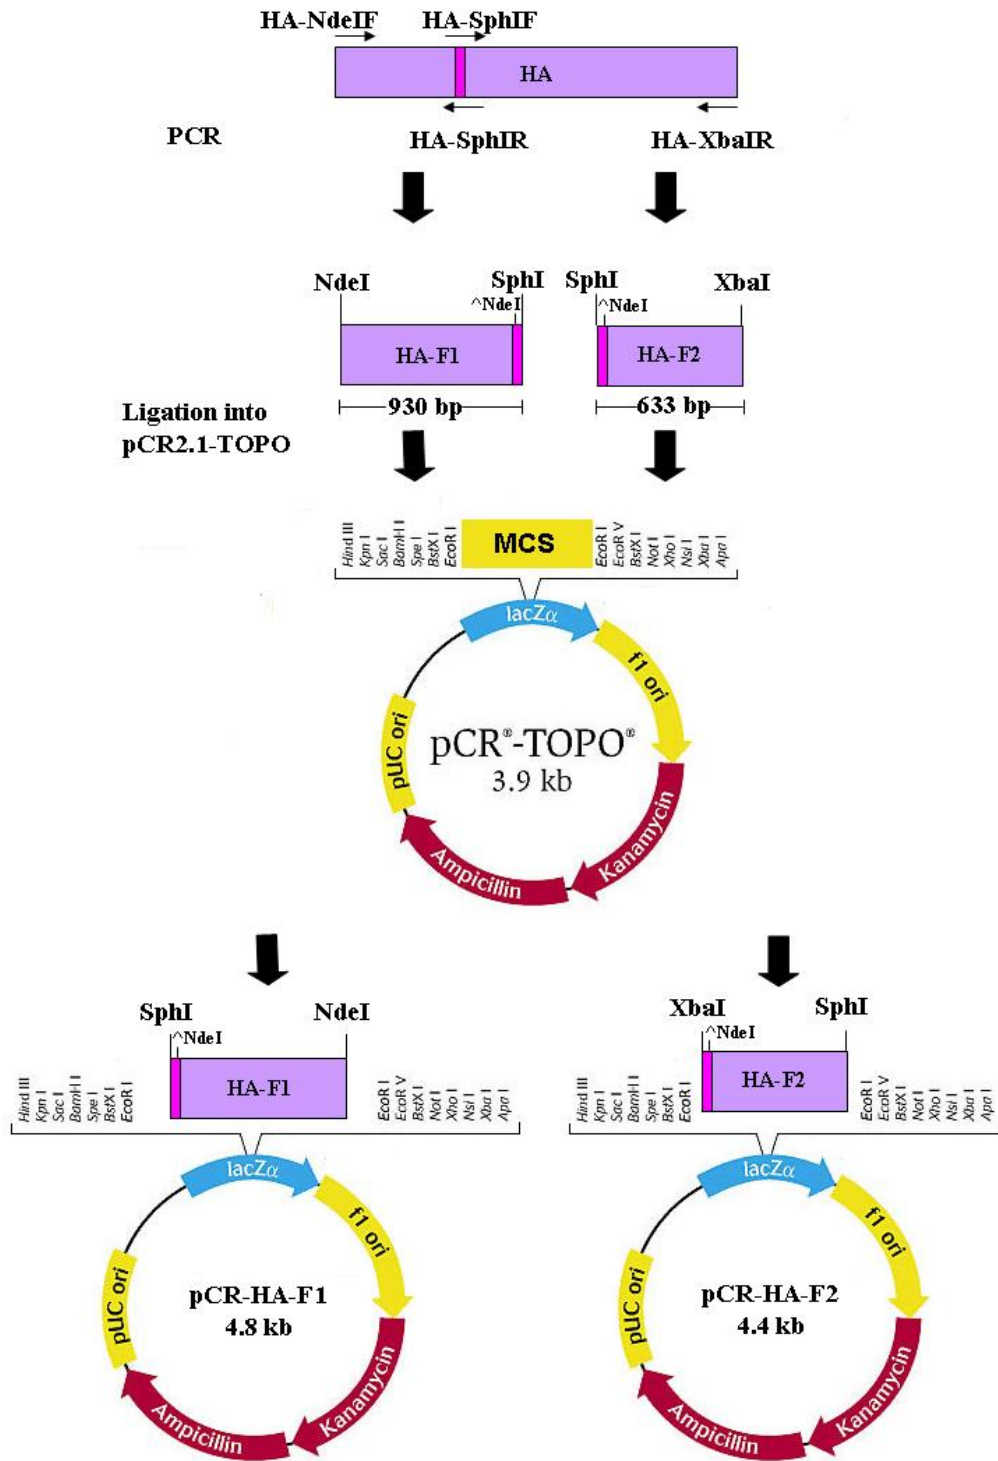 HA-NdeIF
HA-SphIF
HA
PCR
HA-SphIR
HA-XbaIR
NdeI
SphI
^NdeI
HA-F1
930 bp
SphI
XbaI
^NdeI
HA-F2
633 bp
Ligation into
pCR2.1-TOPO
Hind III
Kpn I
Sac I
BamH I
Spe I
BstX I
EcoR I
MCS
EcoR I
EcoR V
BstX I
Not I
Xho I
Nsi I
Xba I
Apa I
lacZα
f1 ori
pUC ori
pCR®-TOPO®
3.9 kb
Kanamycin
Ampicillin
SphI
NdeI
^NdeI
HA-F1
Hind III
Kpn I
Sac I
BamH I
Spe I
BstX I
EcoR I
EcoR I
EcoR V
BstX I
Not I
Xho I
Nsi I
Xba I
Apa I
lacZα
f1 ori
pUC ori
pCR-HA-F1
4.8 kb
Kanamycin
Ampicillin
XbaI
SphI
^NdeI
HA-F2
Hind III
Kpn I
Sac I
BamH I
Spe I
BstX I
EcoR I
EcoR I
EcoR V
BstX I
Not I
Xho I
Nsi I
Xba I
Apa I
lacZα
f1 ori
pUC ori
pCR-HA-F2
4.4 kb
Kanamycin
Ampicillin